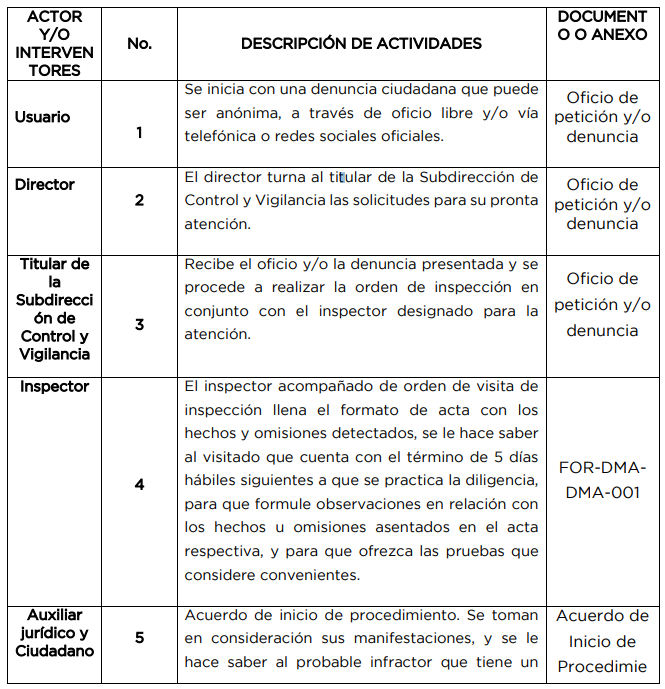 ACTOR
Y/O
INTERVEN
TORES
No.
DESCRIPCIÓN DE ACTIVIDADES
DOCUMENT
O O ANEXO
Usuario
1
Se inicia con una denuncia ciudadana que puede
ser anónima, a través de oficio libre y/o vía
telefónica o redes sociales oficiales.
Oficio de
petición y/o
denuncia
Director
2
El director turna al titular de la Subdirección de
Control y Vigilancia las solicitudes para su pronta
atención.
Oficio de
petición y/o
denuncia
Titular de
la
Subdirecci
ón de
Control y
Vigilancia
3
Recibe el oficio y/o la denuncia presentada y se
procede a realizar la orden de inspección en
conjunto con el inspector designado para la
atención.
Oficio de
petición y/o
denuncia
Inspector
4
El inspector acompañado de orden de visita de
inspección llena el formato de acta con los
hechos y omisiones detectados, se le hace saber
al visitado que cuenta con el término de 5 días
hábiles siguientes a que se practica la diligencia,
para que formule observaciones en relación con
los hechos u omisiones asentados en el acta
respectiva, y para que ofrezca las pruebas que
considere convenientes.
FOR-DMA-
DMA-001
Auxiliar
jurídico y
Ciudadano
5
Acuerdo de inicio de procedimiento. Se toman
en consideración sus manifestaciones, y se le
hace saber al probable infractor que tiene un
Acuerdo de
Inicio de
Procedimie